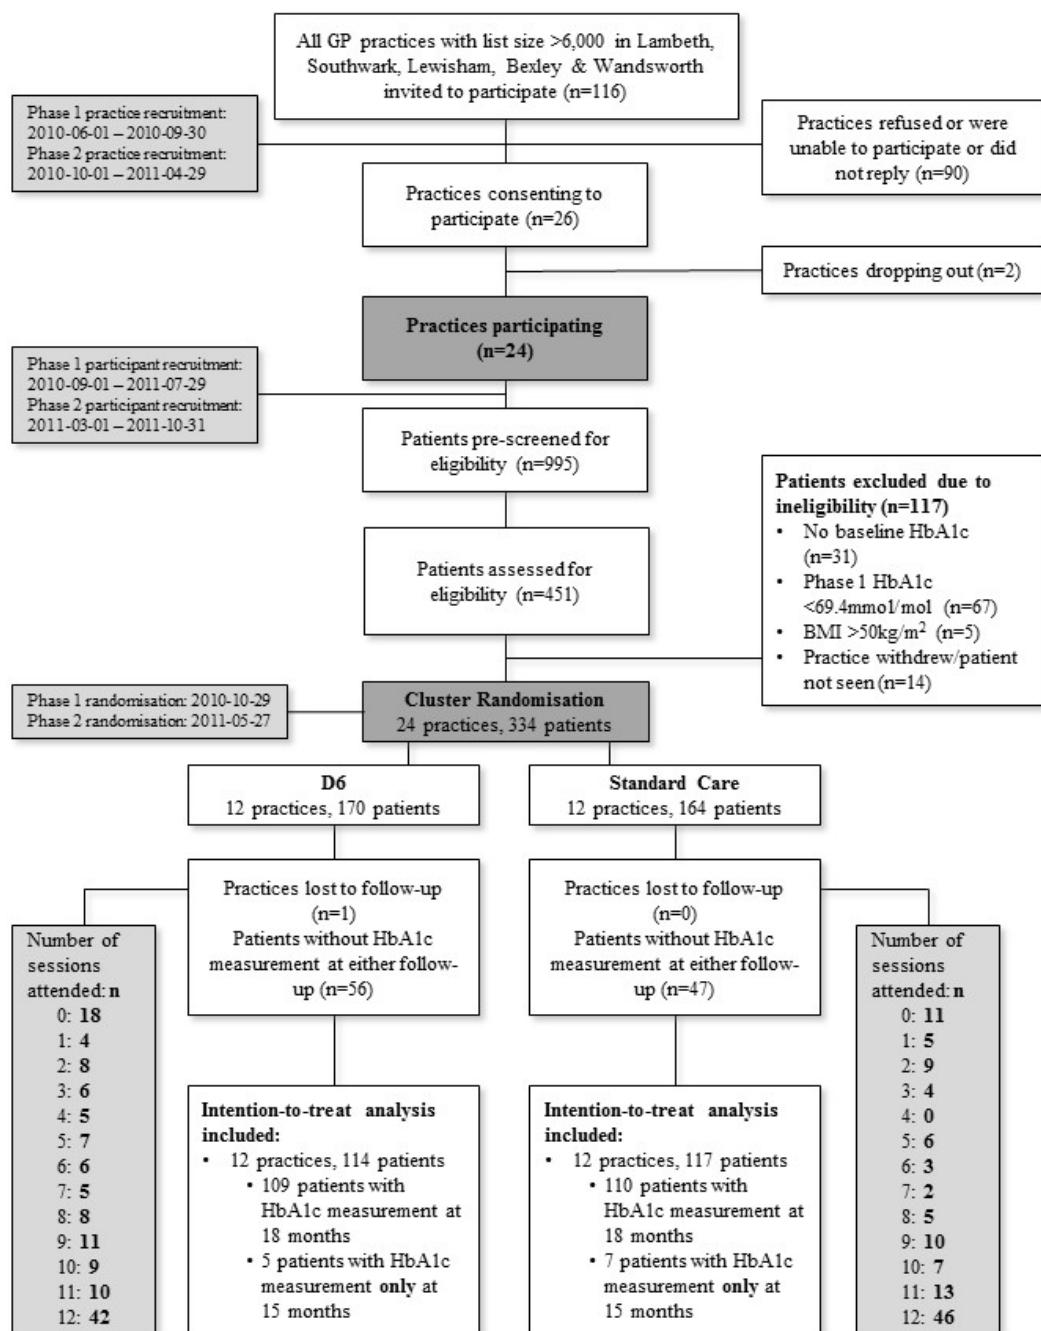 All GP practices with list size >6,000 in Lambeth,
Southwark, Lewisham, Bexley & Wandsworth
invited to participate (n=116)
Phase 1 practice recruitment:
2010-06-01 – 2010-09-30
Phase 2 practice recruitment:
2010-10-01 – 2011-04-29
Practices refused or were
unable to participate or did
not reply (n=90)
Practices consenting to
participate (n=26)
Practices dropping out (n=2)
Practices participating
(n=24)
Phase 1 participant recruitment:
2010-09-01 – 2011-07-29
Phase 2 participant recruitment:
2011-03-01 – 2011-10-31
Patients pre-screened for
eligibility (n=995)
Patients assessed for
eligibility (n=451)
Patients excluded due to
ineligibility (n=117)
• No baseline HbA1c
(n=31)
• Phase 1 HbA1c
<69.4mmol/mol (n=67)
• BMI >50kg/m² (n=5)
• Practice withdrew/patient
not seen (n=14)
Phase 1 randomisation: 2010-10-29
Phase 2 randomisation: 2011-05-27
Cluster Randomisation
24 practices, 334 patients
D6
12 practices, 170 patients
Standard Care
12 practices, 164 patients
Practices lost to follow-up
(n=1)
Patients without HbA1c
measurement at either follow-
up (n=56)
Practices lost to follow-up
(n=0)
Patients without HbA1c
measurement at either follow-
up (n=47)
Number of
sessions
attended: n
0: 18
1: 4
2: 8
3: 6
4: 5
5: 7
6: 6
7: 5
8: 8
9: 11
10: 9
11: 10
12: 42
Intention-to-treat analysis
included:
• 12 practices, 114 patients
• 109 patients with
HbA1c measurement at
18 months
• 5 patients with HbA1c
measurement only at
15 months
Intention-to-treat analysis
included:
• 12 practices, 117 patients
• 110 patients with
HbA1c measurement at
18 months
• 7 patients with HbA1c
measurement only at
15 months
Number of
sessions
attended: n
0: 11
1: 5
2: 9
3: 4
4: 0
5: 6
6: 3
7: 2
8: 5
9: 10
10: 7
11: 13
12: 46